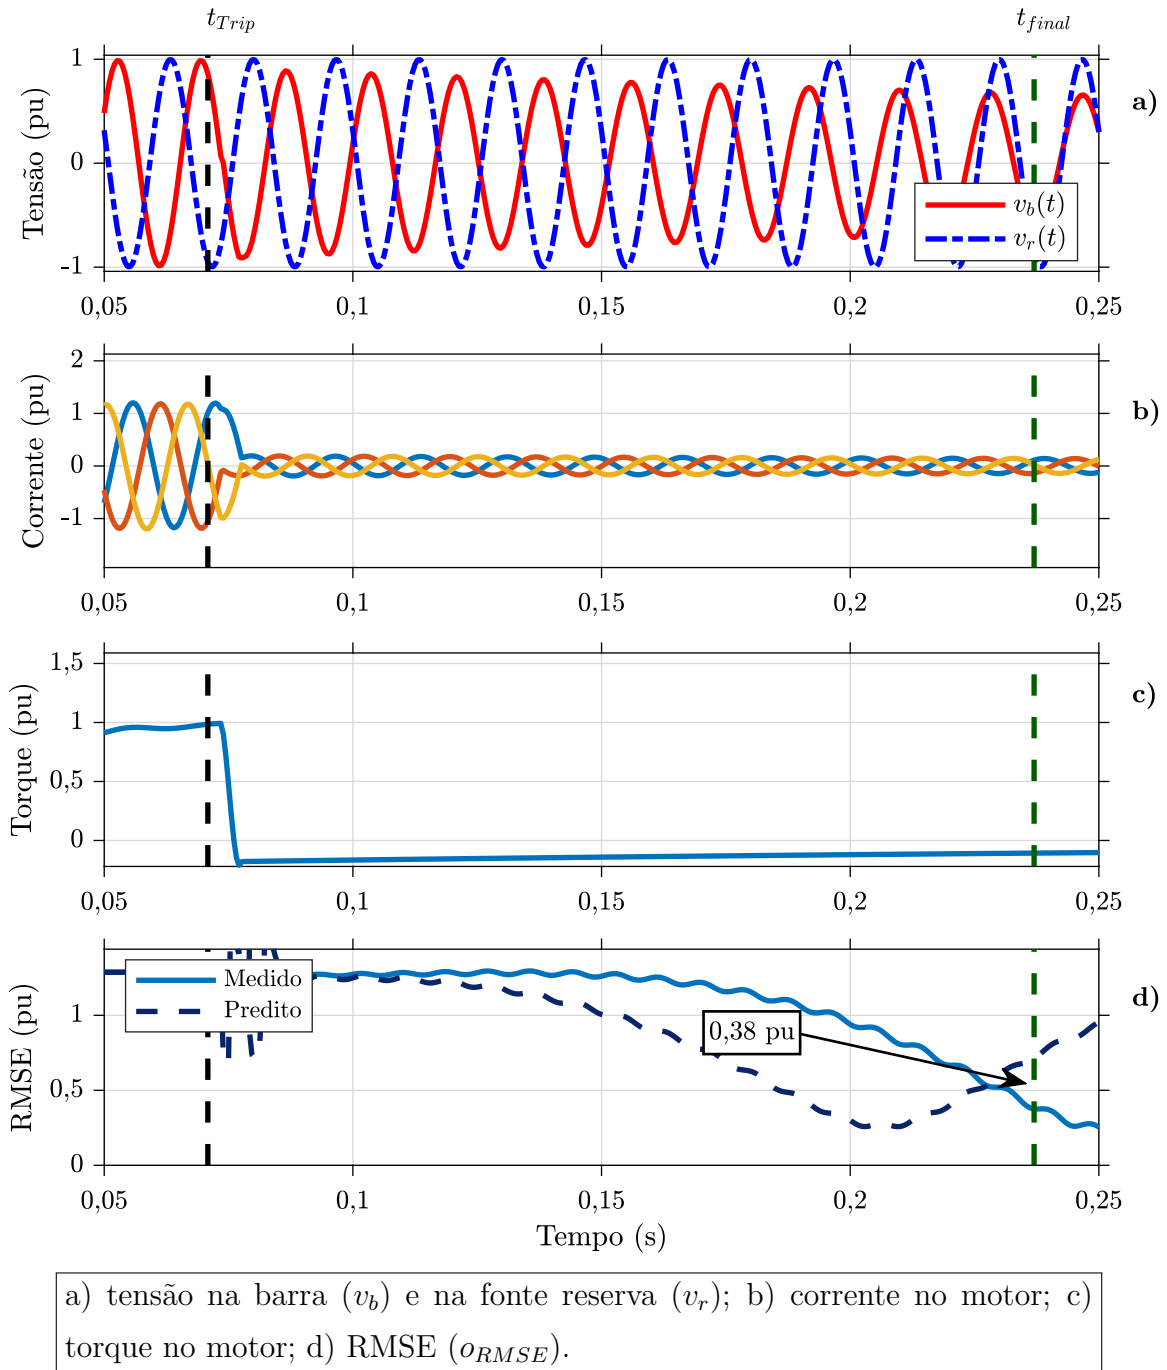 t_Trip t_final
Tensão (pu)
1
0
-1
a)
v_b(t)
v_r(t)
0,05 0,1 0,15 0,2 0,25
Corrente (pu)
2
1
0
-1
b)
0,05 0,1 0,15 0,2 0,25
Torque (pu)
1,5
1
0,5
0
c)
0,05 0,1 0,15 0,2 0,25
RMSE (pu)
1
0,5
0
d)
Medido
Predito
0,38 pu
0,05 0,1 0,15 0,2 0,25
Tempo (s)
a) tensão na barra (v_b) e na fonte reserva (v_r); b) corrente no motor; c)
torque no motor; d) RMSE (o_RMSE).